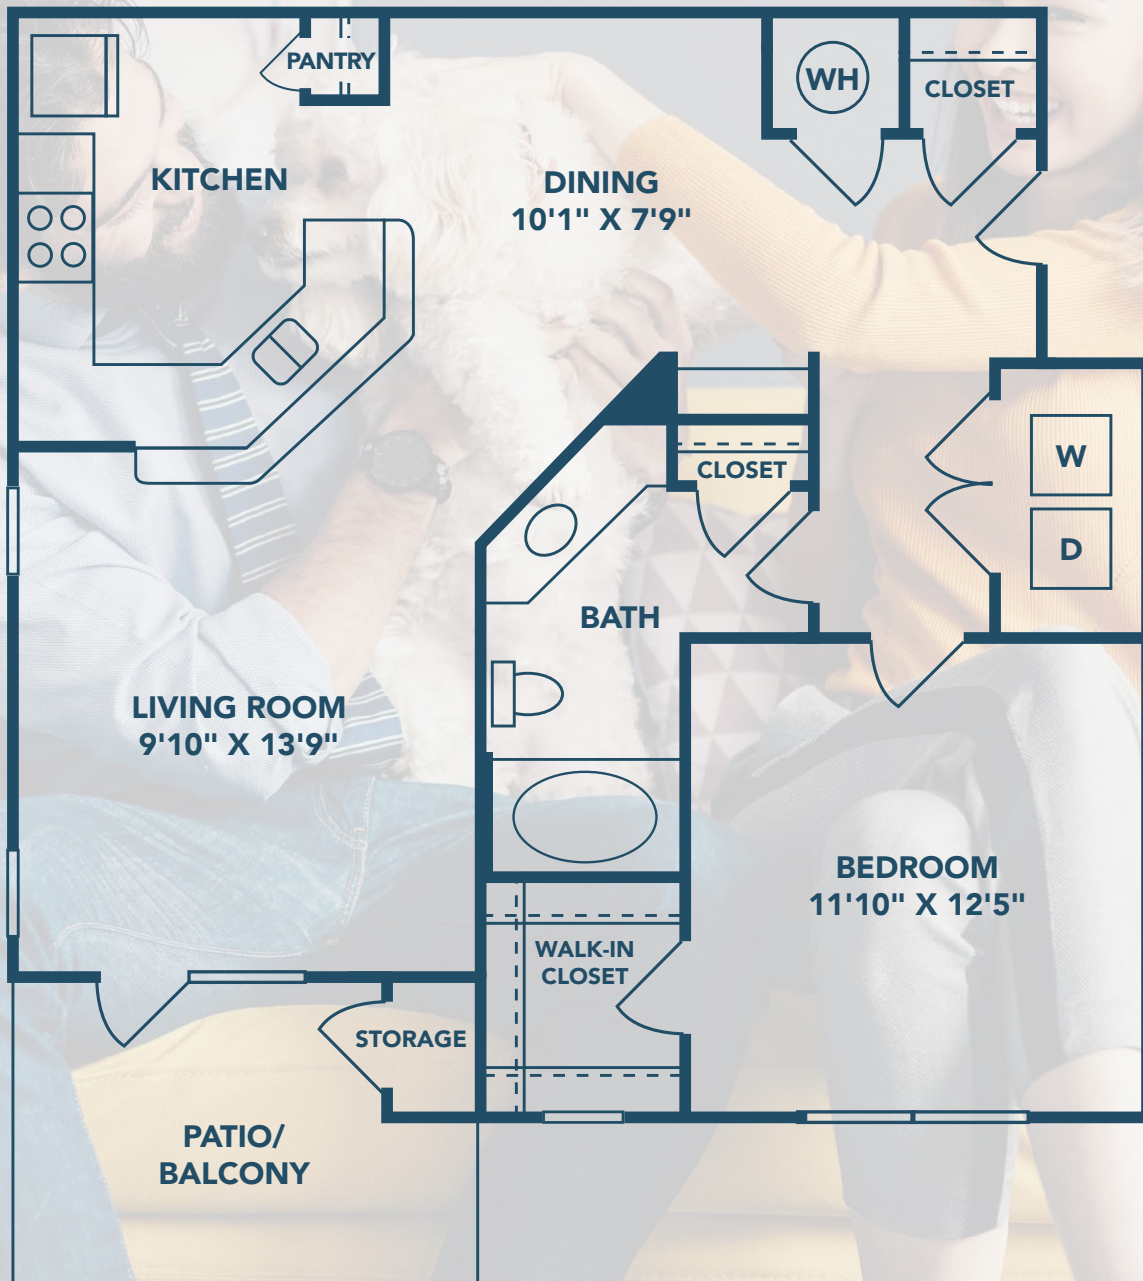 PANTRY
WH
CLOSET
KITCHEN
DINING
10'1" X 7'9"
W
CLOSET
D
BATH
LIVING ROOM
9'10" X 13'9"
BEDROOM
11'10" X 12'5"
WALK-IN
CLOSET
STORAGE
PATIO/
BALCONY